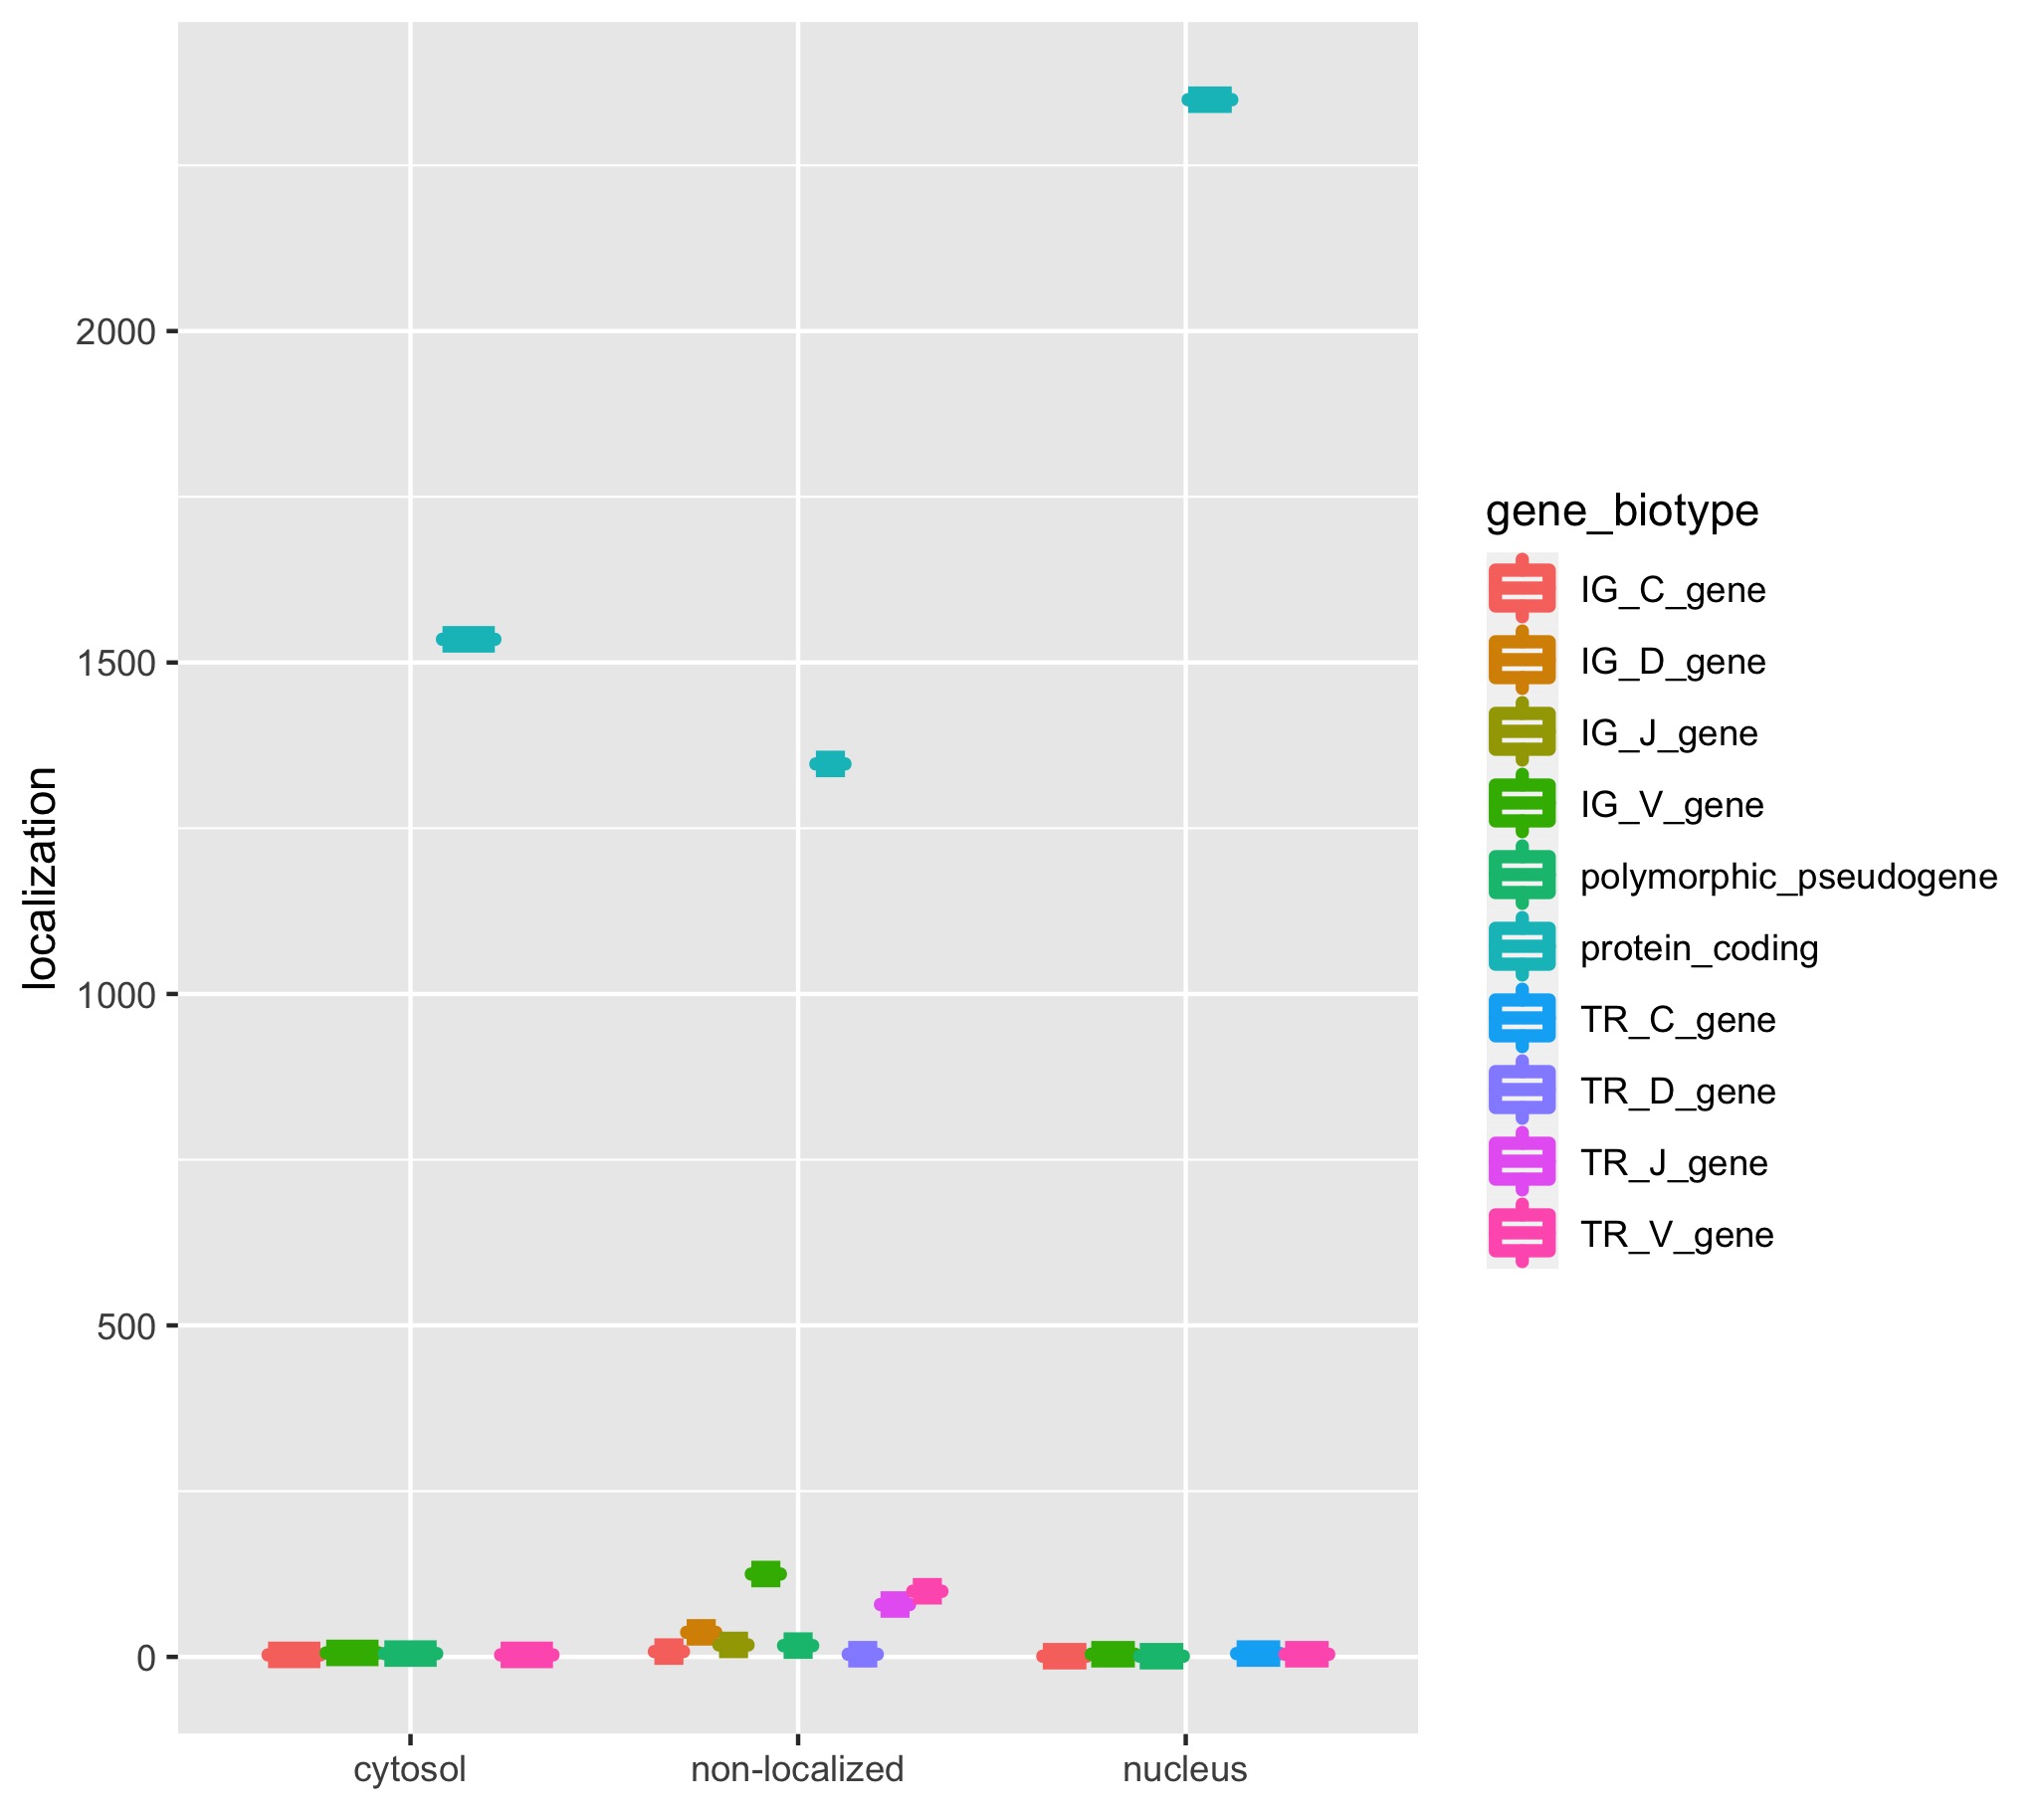 localization
2000
1500
1000
500
0
cytosol
non-localized
nucleus
gene_biotype
IG_C_gene
IG_D_gene
IG_J_gene
IG_V_gene
polymorphic_pseudogene
protein_coding
TR_C_gene
TR_D_gene
TR_J_gene
TR_V_gene